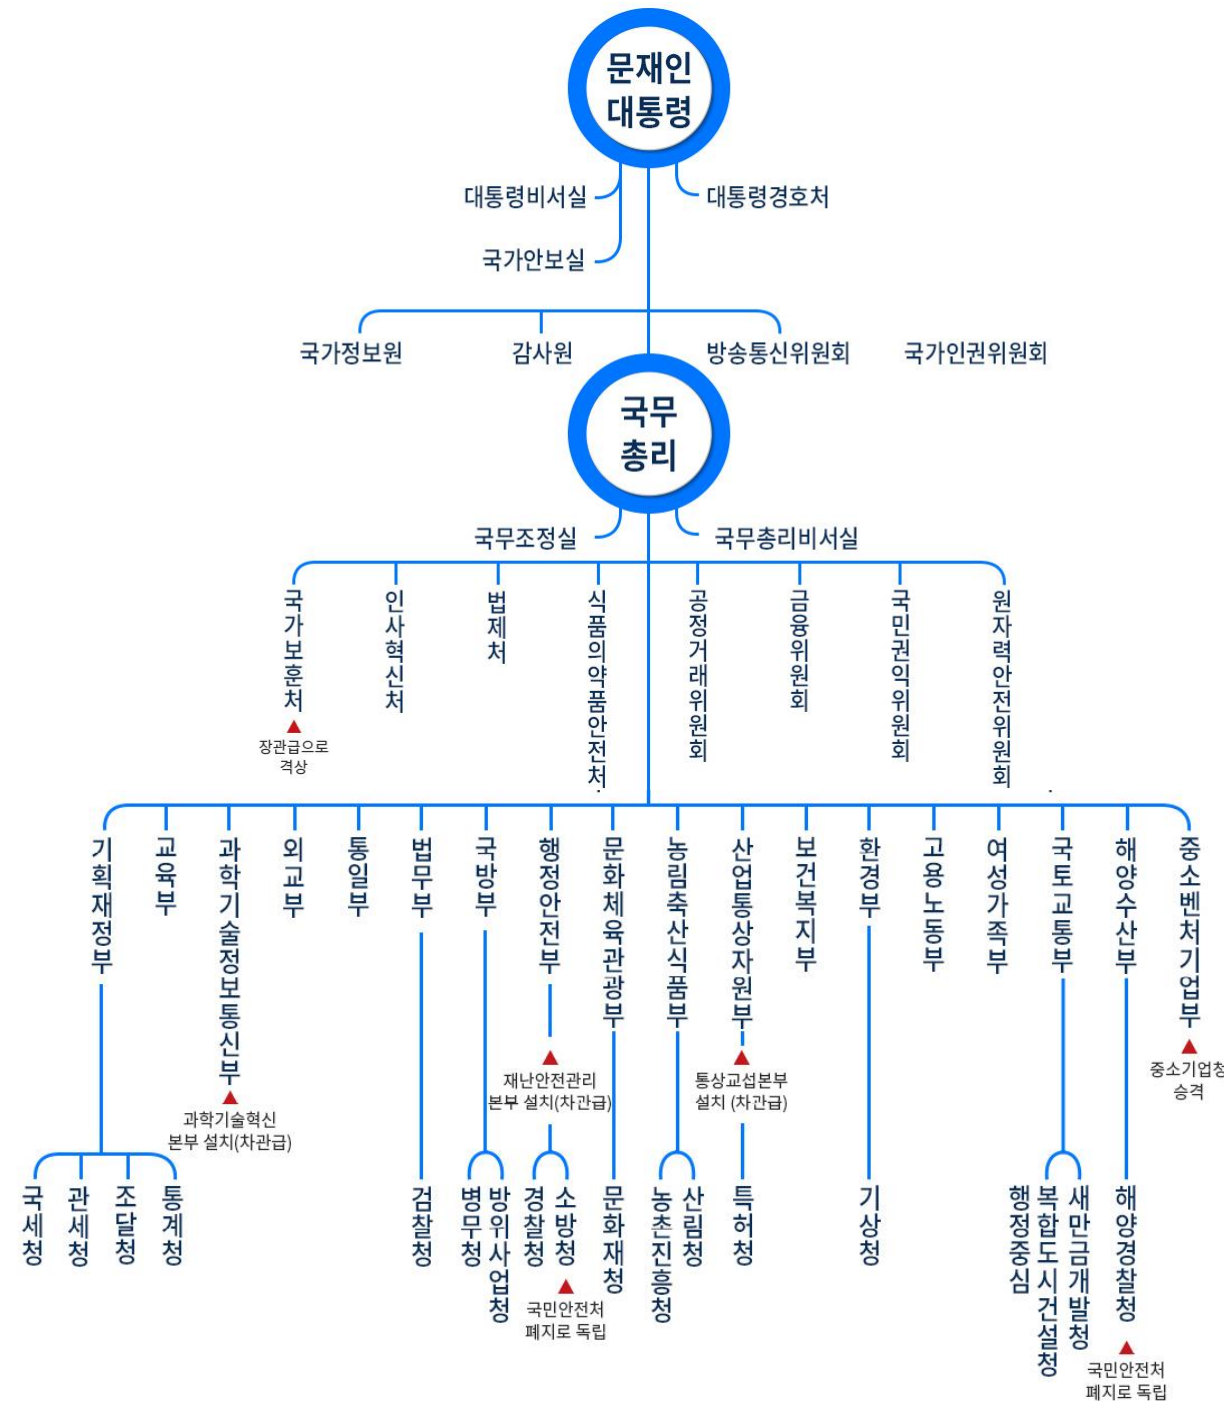 문재인
대통령
대통령비서실
대통령경호처
국가안보실
국가정보원
감사원
방송통신위원회
국가인권위원회
국무
총리
국무조정실
국무총리비서실
국가보훈처
인사혁신처
법제처
식품의약품안전처
공정거래위원회
금융위원회
국민권익위원회
원자력안전위원회
장관급으로
격상
기획재정부
교육부
과학기술정보통신부
외교부
통일부
법무부
국방부
행정안전부
문화체육관광부
농림축산식품부
산업통상자원부
보건복지부
환경부
고용노동부
여성가족부
국토교통부
해양수산부
중소벤처기업부
과학기술혁신
본부 설치(차관급)
재난안전관리
본부 설치(차관급)
통상교섭본부
설치 (차관급)
중소기업청
승격
국세청
관세청
조달청
통계청
검찰청
병무청
방위사업청
경찰청
소방청
문화재청
농촌진흥청
산림청
특허청
기상청
행정중심
복합도시건설청
새만금개발청
해양경찰청
국민안전처
폐지로 독립
국민안전처
폐지로 독립